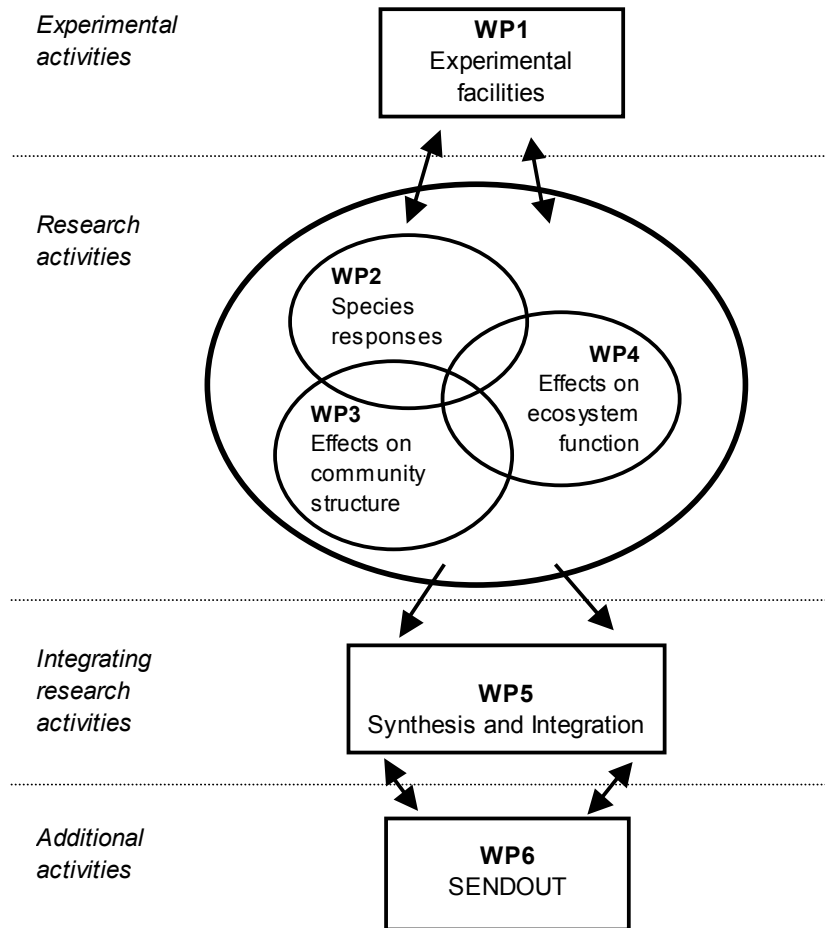 Experimental
activities
WP1
Experimental
facilities
Research
activities
WP2
Species
responses
WP4
Effects on
ecosystem
function
WP3
Effects on
community
structure
Integrating
research
activities
WP5
Synthesis and Integration
Additional
activities
WP6
SENDOUT